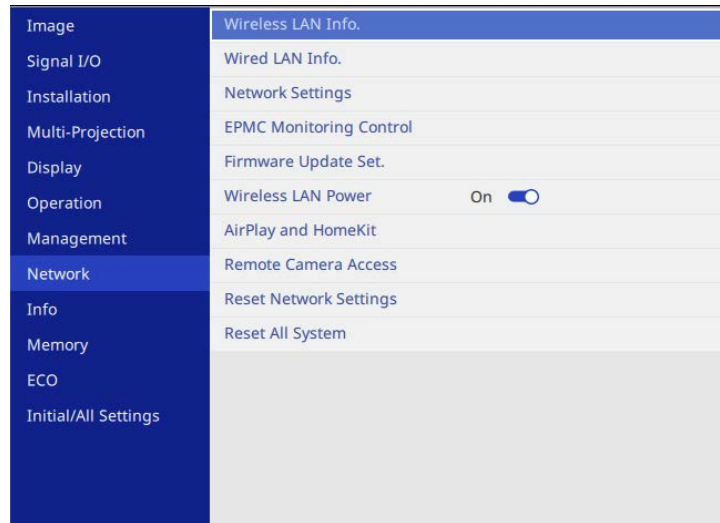 Image
Signal I/O
Installation
Multi-Projection
Display
Operation
Management
Network
Info
Memory
ECO
Initial/All Settings
Wireless LAN Info.
Wired LAN Info.
Network Settings
EPMC Monitoring Control
Firmware Update Set.
Wireless LAN Power On
AirPlay and HomeKit
Remote Camera Access
Reset Network Settings
Reset All System